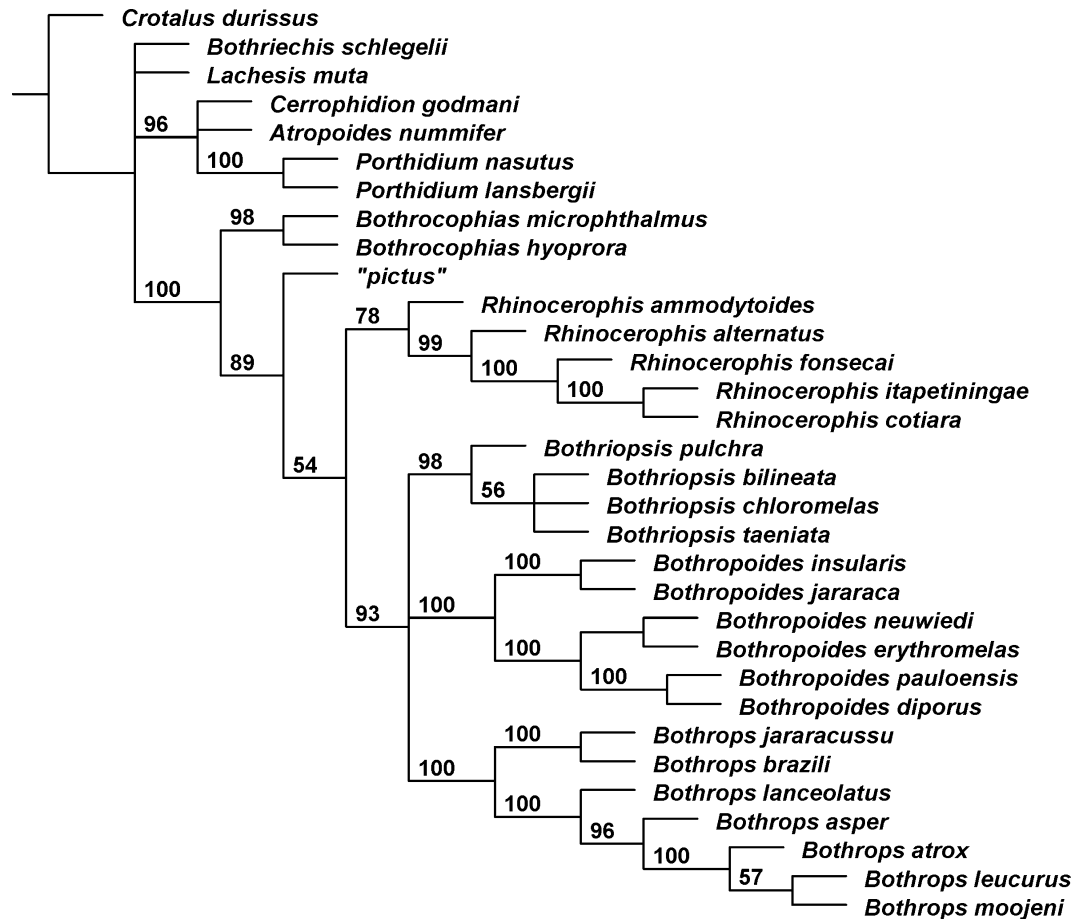 Crotalus durissus
Bothriechis schlegelii
Lachesis muta
Cerrophidion godmani
96
Atropoides nummifer
100
Porthidium nasutus
Porthidium lansbergii
98
Bothrocophias microphthalmus
Bothrocophias hyoprora
"pictus"
100
Rhinocerophis ammodytoides
78
Rhinocerophis alternatus
99
89
Rhinocerophis fonsecai
100
Rhinocerophis itapetiningae
100
Rhinocerophis cotiara
Bothriopsis pulchra
54
98
Bothriopsis bilineata
56
Bothriopsis chloromelas
Bothriopsis taeniata
100
Bothropoides insularis
Bothropoides jararaca
93
100
Bothropoides neuwiedi
100
Bothropoides erythromelas
100
Bothropoides pauloensis
Bothropoides diporus
100
Bothrops jararacussu
Bothrops brazili
100
Bothrops lanceolatus
100
Bothrops asper
96
Bothrops atrox
100
Bothrops leucurus
57
Bothrops moojeni